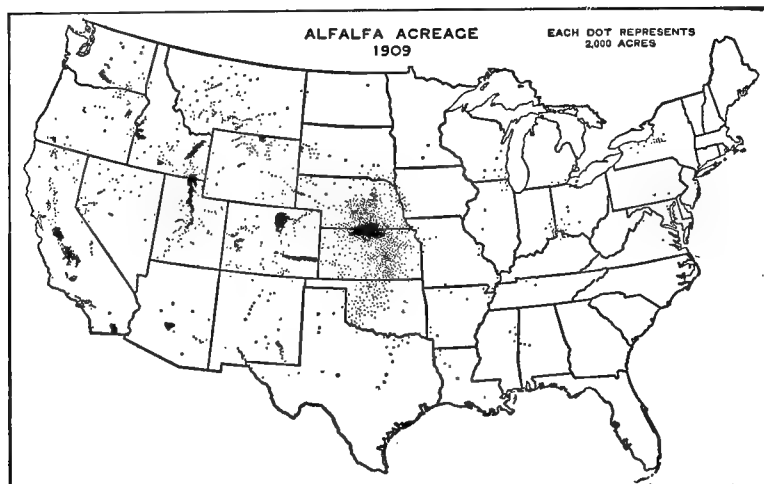 ALFALFA ACREAGE
1909
EACH DOT REPRESENTS
2,000 ACRES